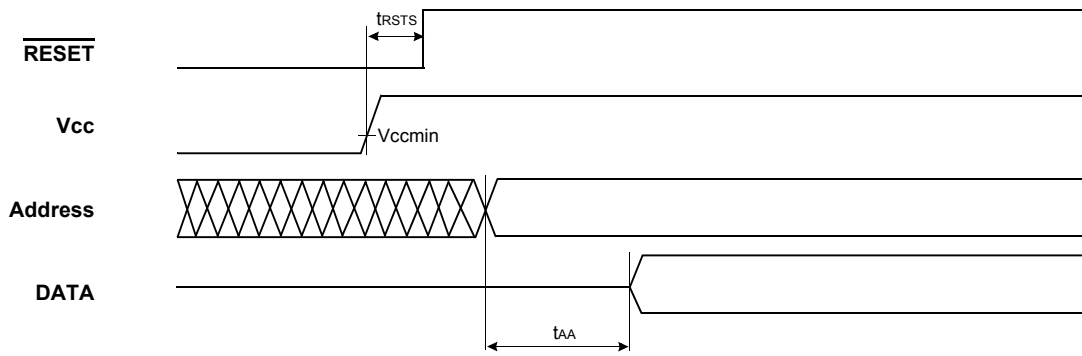 tRSTS
RESET
Vcc
Vccmin
Address
DATA
tAA